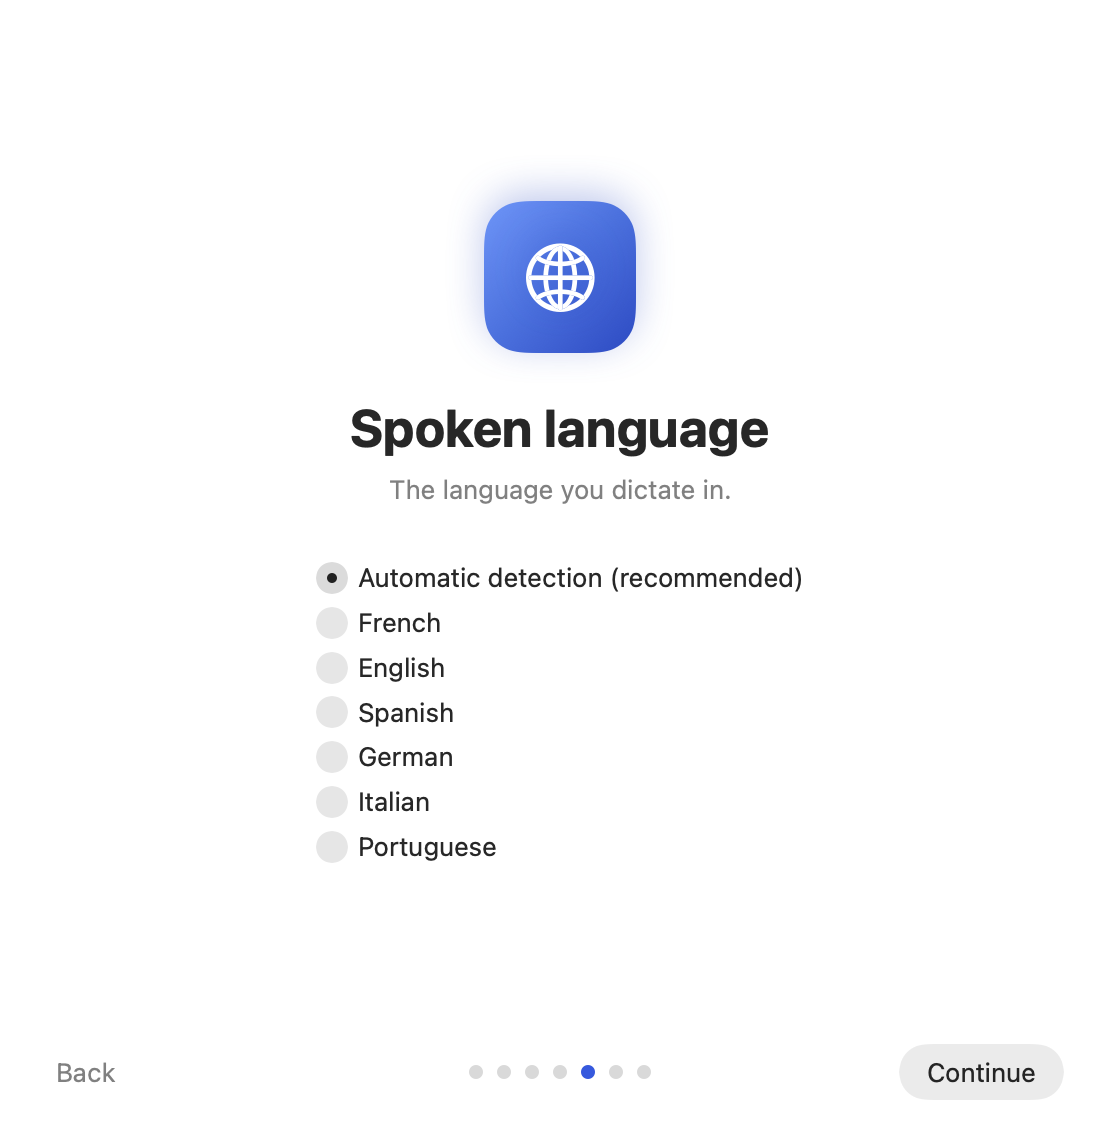 Spoken language
The language you dictate in.
Automatic detection (recommended)
French
English
Spanish
German
Italian
Portuguese
Back
Continue